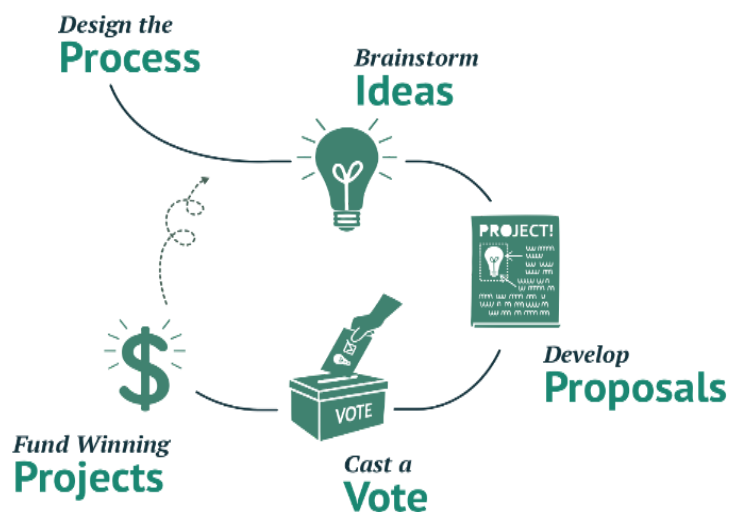 Design the
Process
Brainstorm
Ideas
PROJECT!
Develop
Proposals
VOTE
Cast a
Vote
Fund Winning
Projects